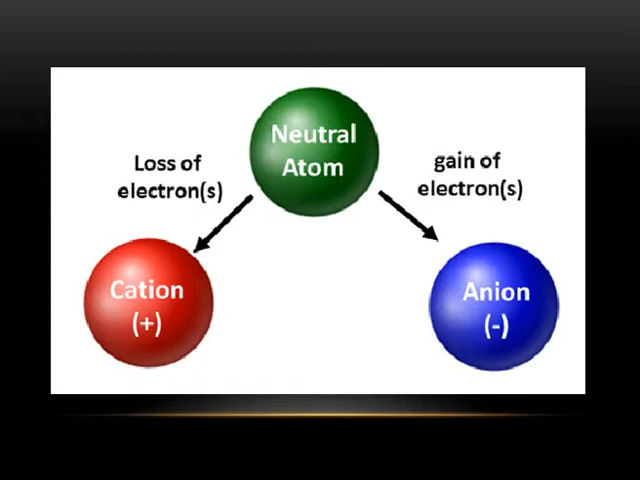 Neutral
Atom
Loss of
electron(s)
gain of
electron(s)
Cation
(+)
Anion
(-)